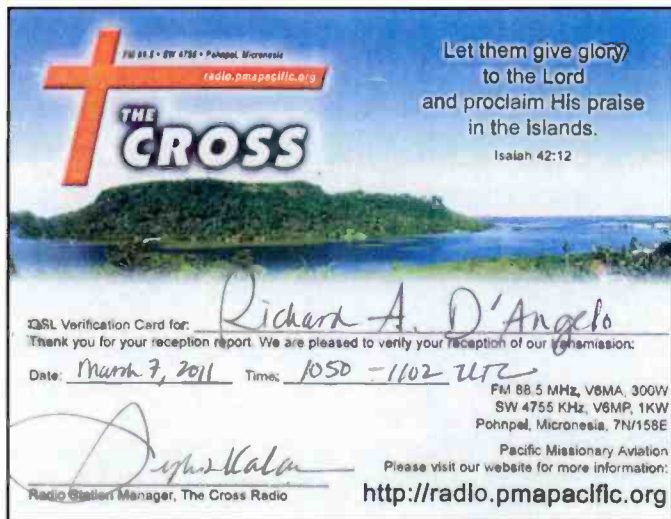 FM 88.5 • SW 4755 • Pohnpei, Micronesia
radio.pmapacific.org
THE
CROSS
Let them give glory
to the Lord
and proclaim His praise
in the islands.
Isaiah 42:12
QSL Verification Card for: Richard A. D'Angelo
Thank you for your reception report. We are pleased to verify your reception of our transmission:
Date: March 7, 2011 Time: 1050 - 1102 UTC
FM 88.5 MHz, V6MA, 300W
SW 4755 KHz, V6MP, 1KW
Pohnpei, Micronesia, 7N/158E
Pacific Missionary Aviation
Please visit our website for more information:
Radio Station Manager, The Cross Radio
http://radio.pmapacific.org